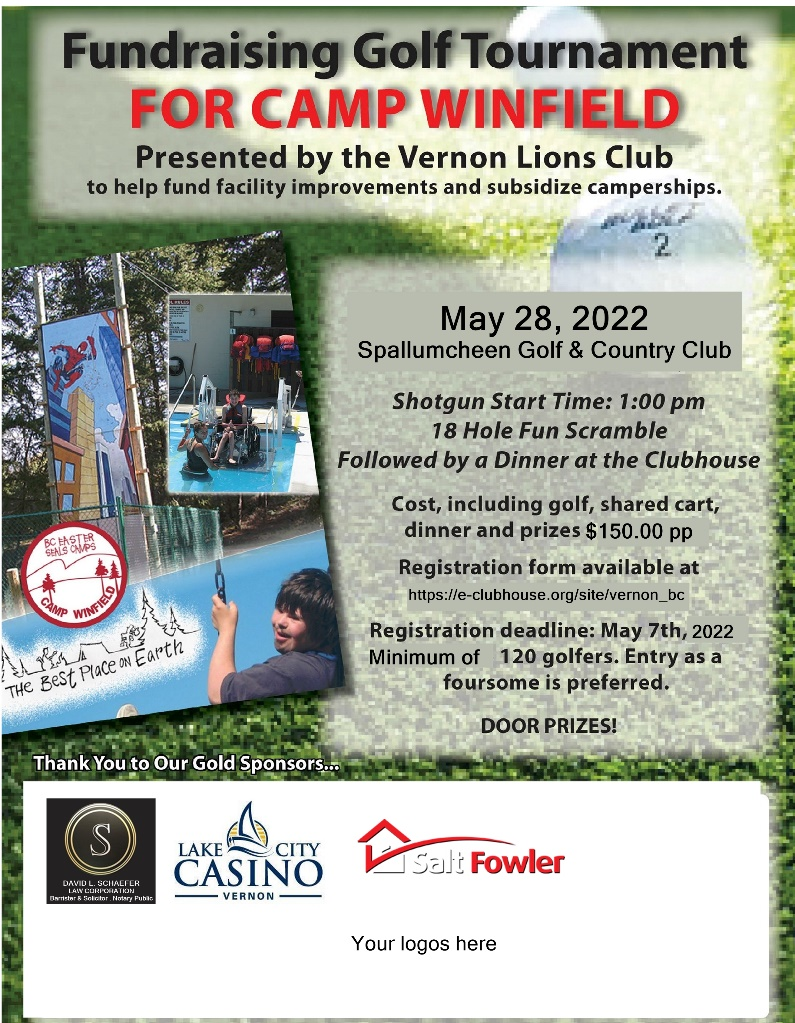 Fundraising Golf Tournament
FOR CAMP WINFIELD
Presented by the Vernon Lions Club
to help fund facility improvements and subsidize camperships.
2
May 28, 2022
Spallumcheen Golf & Country Club
Shotgun Start Time: 1:00 pm
18 Hole Fun Scramble
Followed by a Dinner at the Clubhouse
Cost, including golf, shared cart,
dinner and prizes $150.00 pp
Registration form available at
https://e-clubhouse.org/site/vernon_bc
Registration deadline: May 7th, 2022
Minimum of 120 golfers. Entry as a
foursome is preferred.
DOOR PRIZES!
BC EASTER
SEALS CAMPS
CAMP WINFIELD
THE BEST PLACE ON EARTH
Thank You to Our Gold Sponsors...
S
DAVID L. SCHAEFER
LAW CORPORATION
Barrister & Solicitor . Notary Public
LAKE CITY
CASINO
VERNON
Salt Fowler
Your logos here